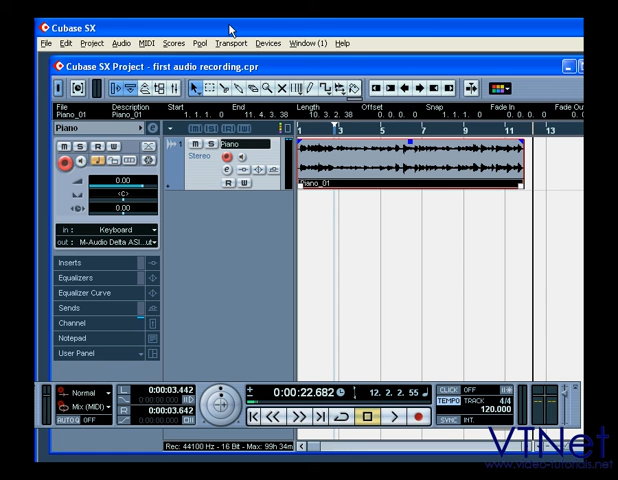 Cubase SX
File Edit Project Audio MIDI Scores Pool Transport Devices Window (1) Help
Cubase SX Project - first audio recording.cpr
File Description Start End Length Offset Snap Fade In Fade Out
Piano_01 Piano_01 1. 1. 1. 0 11. 4. 3. 38 10. 3. 2. 38
Piano
M S R W
M S Piano
1 3 5 7 9 11 13
1 Stereo
0.00
e
<C>
R W
Piano_01
0.00
in : Keyboard
out : M-Audio Delta ASI...ut
Inserts
Equalizers
Equalizer Curve
Sends
Channel
Notepad
User Panel
Normal
Mix (MIDI)
AUTO Q OFF
L 0:00:03.442
R 0:00:03.642
0:00:22.682 12. 2. 2. 55
CLICK OFF
TEMPO TRACK 4/4
120.000
SYNC INT.
Rec: 44100 Hz - 16 Bit - Max: 99h 34m
VTNet
www.video-tutorials.net